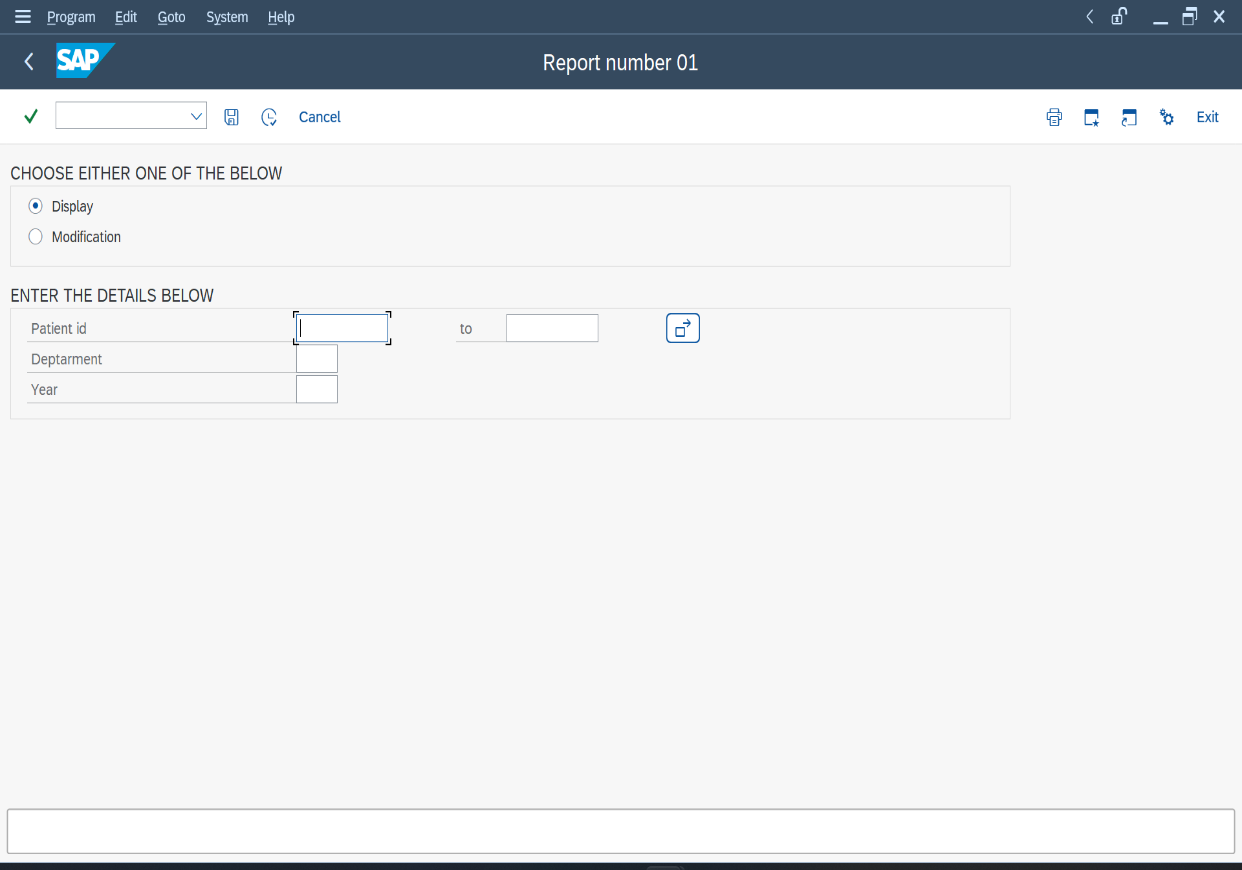 Program Edit Goto System Help
SAP
Report number 01
Cancel
Exit
CHOOSE EITHER ONE OF THE BELOW
Display
Modification
ENTER THE DETAILS BELOW
Patient id to
Deptarment
Year